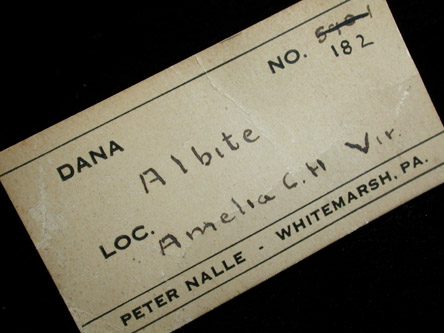 NO.
182
DANA
Albite
LOC. Amelia C.H Vir.
PETER NALLE - WHITEMARSH, PA.